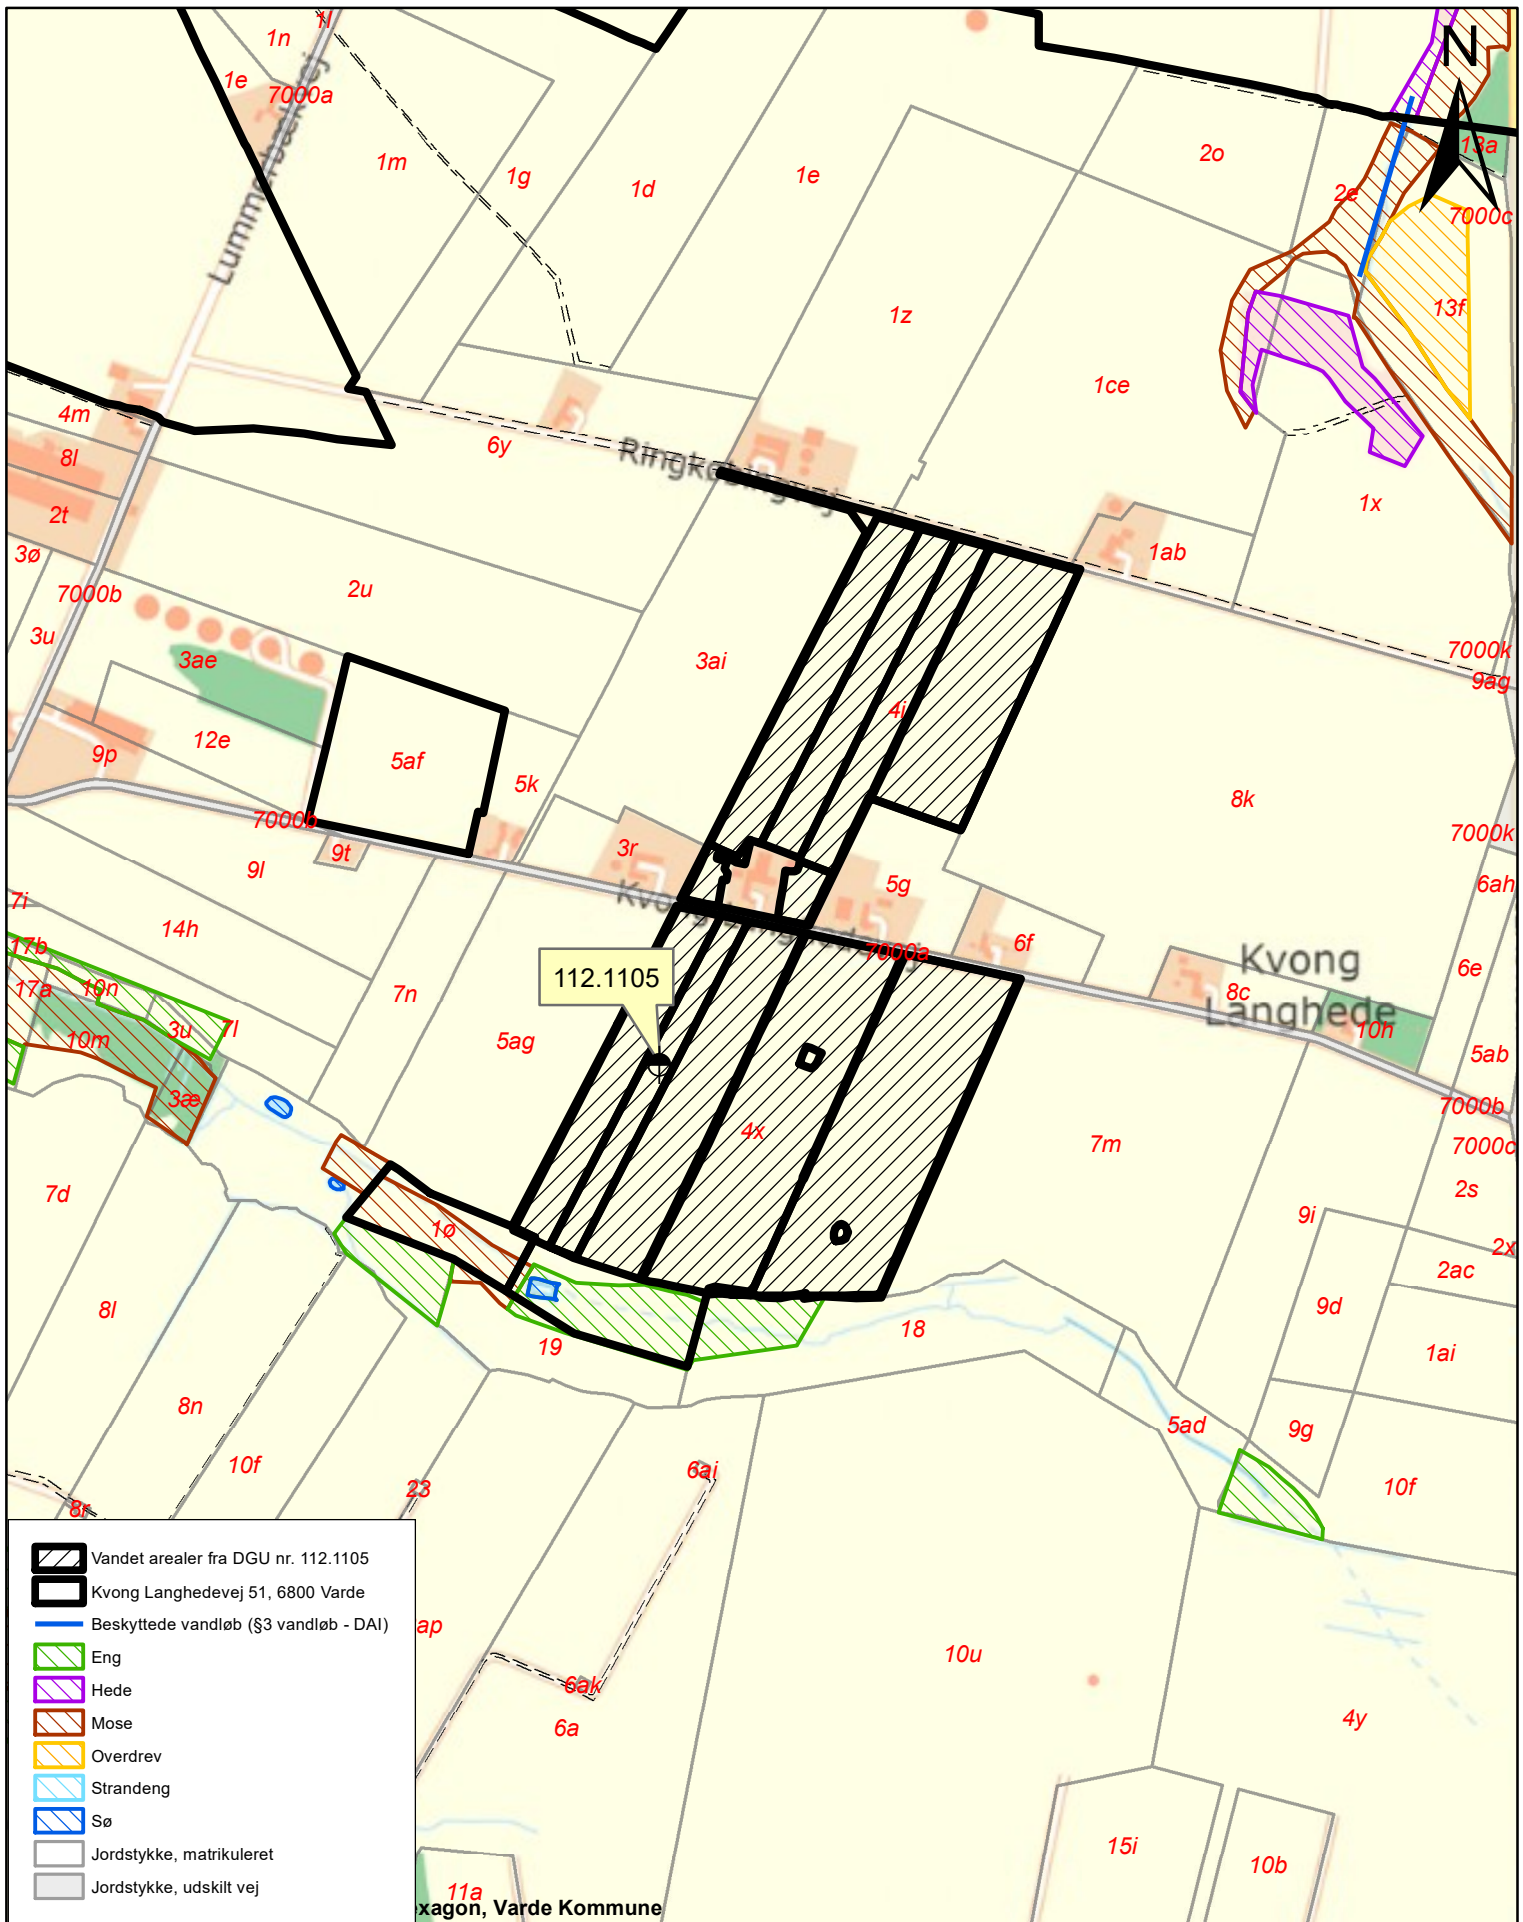 1l
1n
N
1e
7000a
Lummerbækvej
1m
1g
1d
1e
2o
13a
2e
7000c
1z
13f
1ce
4m
6y
8l
Ringkøbingvej
1x
2t
3ø
1ab
7000b
2u
3u
3ae
3ai
7000k
9ag
4i
12e
9p
5af
5k
8k
7000b
7000k
9t
3r
9l
5g
6ah
7i
14h
17b
6f
7000a
Kvong Langhedevej
Kvong
Langhede
6e
112.1105
17a
10n
7n
8c
3u
7l
10m
5ag
10h
5ab
3æ
7000b
4x
7m
7000c
7d
2s
1ø
9i
2x
2ac
8l
9d
18
19
1ai
8n
5ad
9g
10f
6ai
23
10f
8r
Vandet arealer fra DGU nr. 112.1105
Kvong Langhedevej 51, 6800 Varde
Beskyttede vandløb (§3 vandløb - DAI)
ap
Eng
10u
Hede
6ak
Mose
6a
4y
Overdrev
Strandeng
Sø
15i
Jordstykke, matrikuleret
10b
Jordstykke, udskilt vej
11a
exagon, Varde Kommune